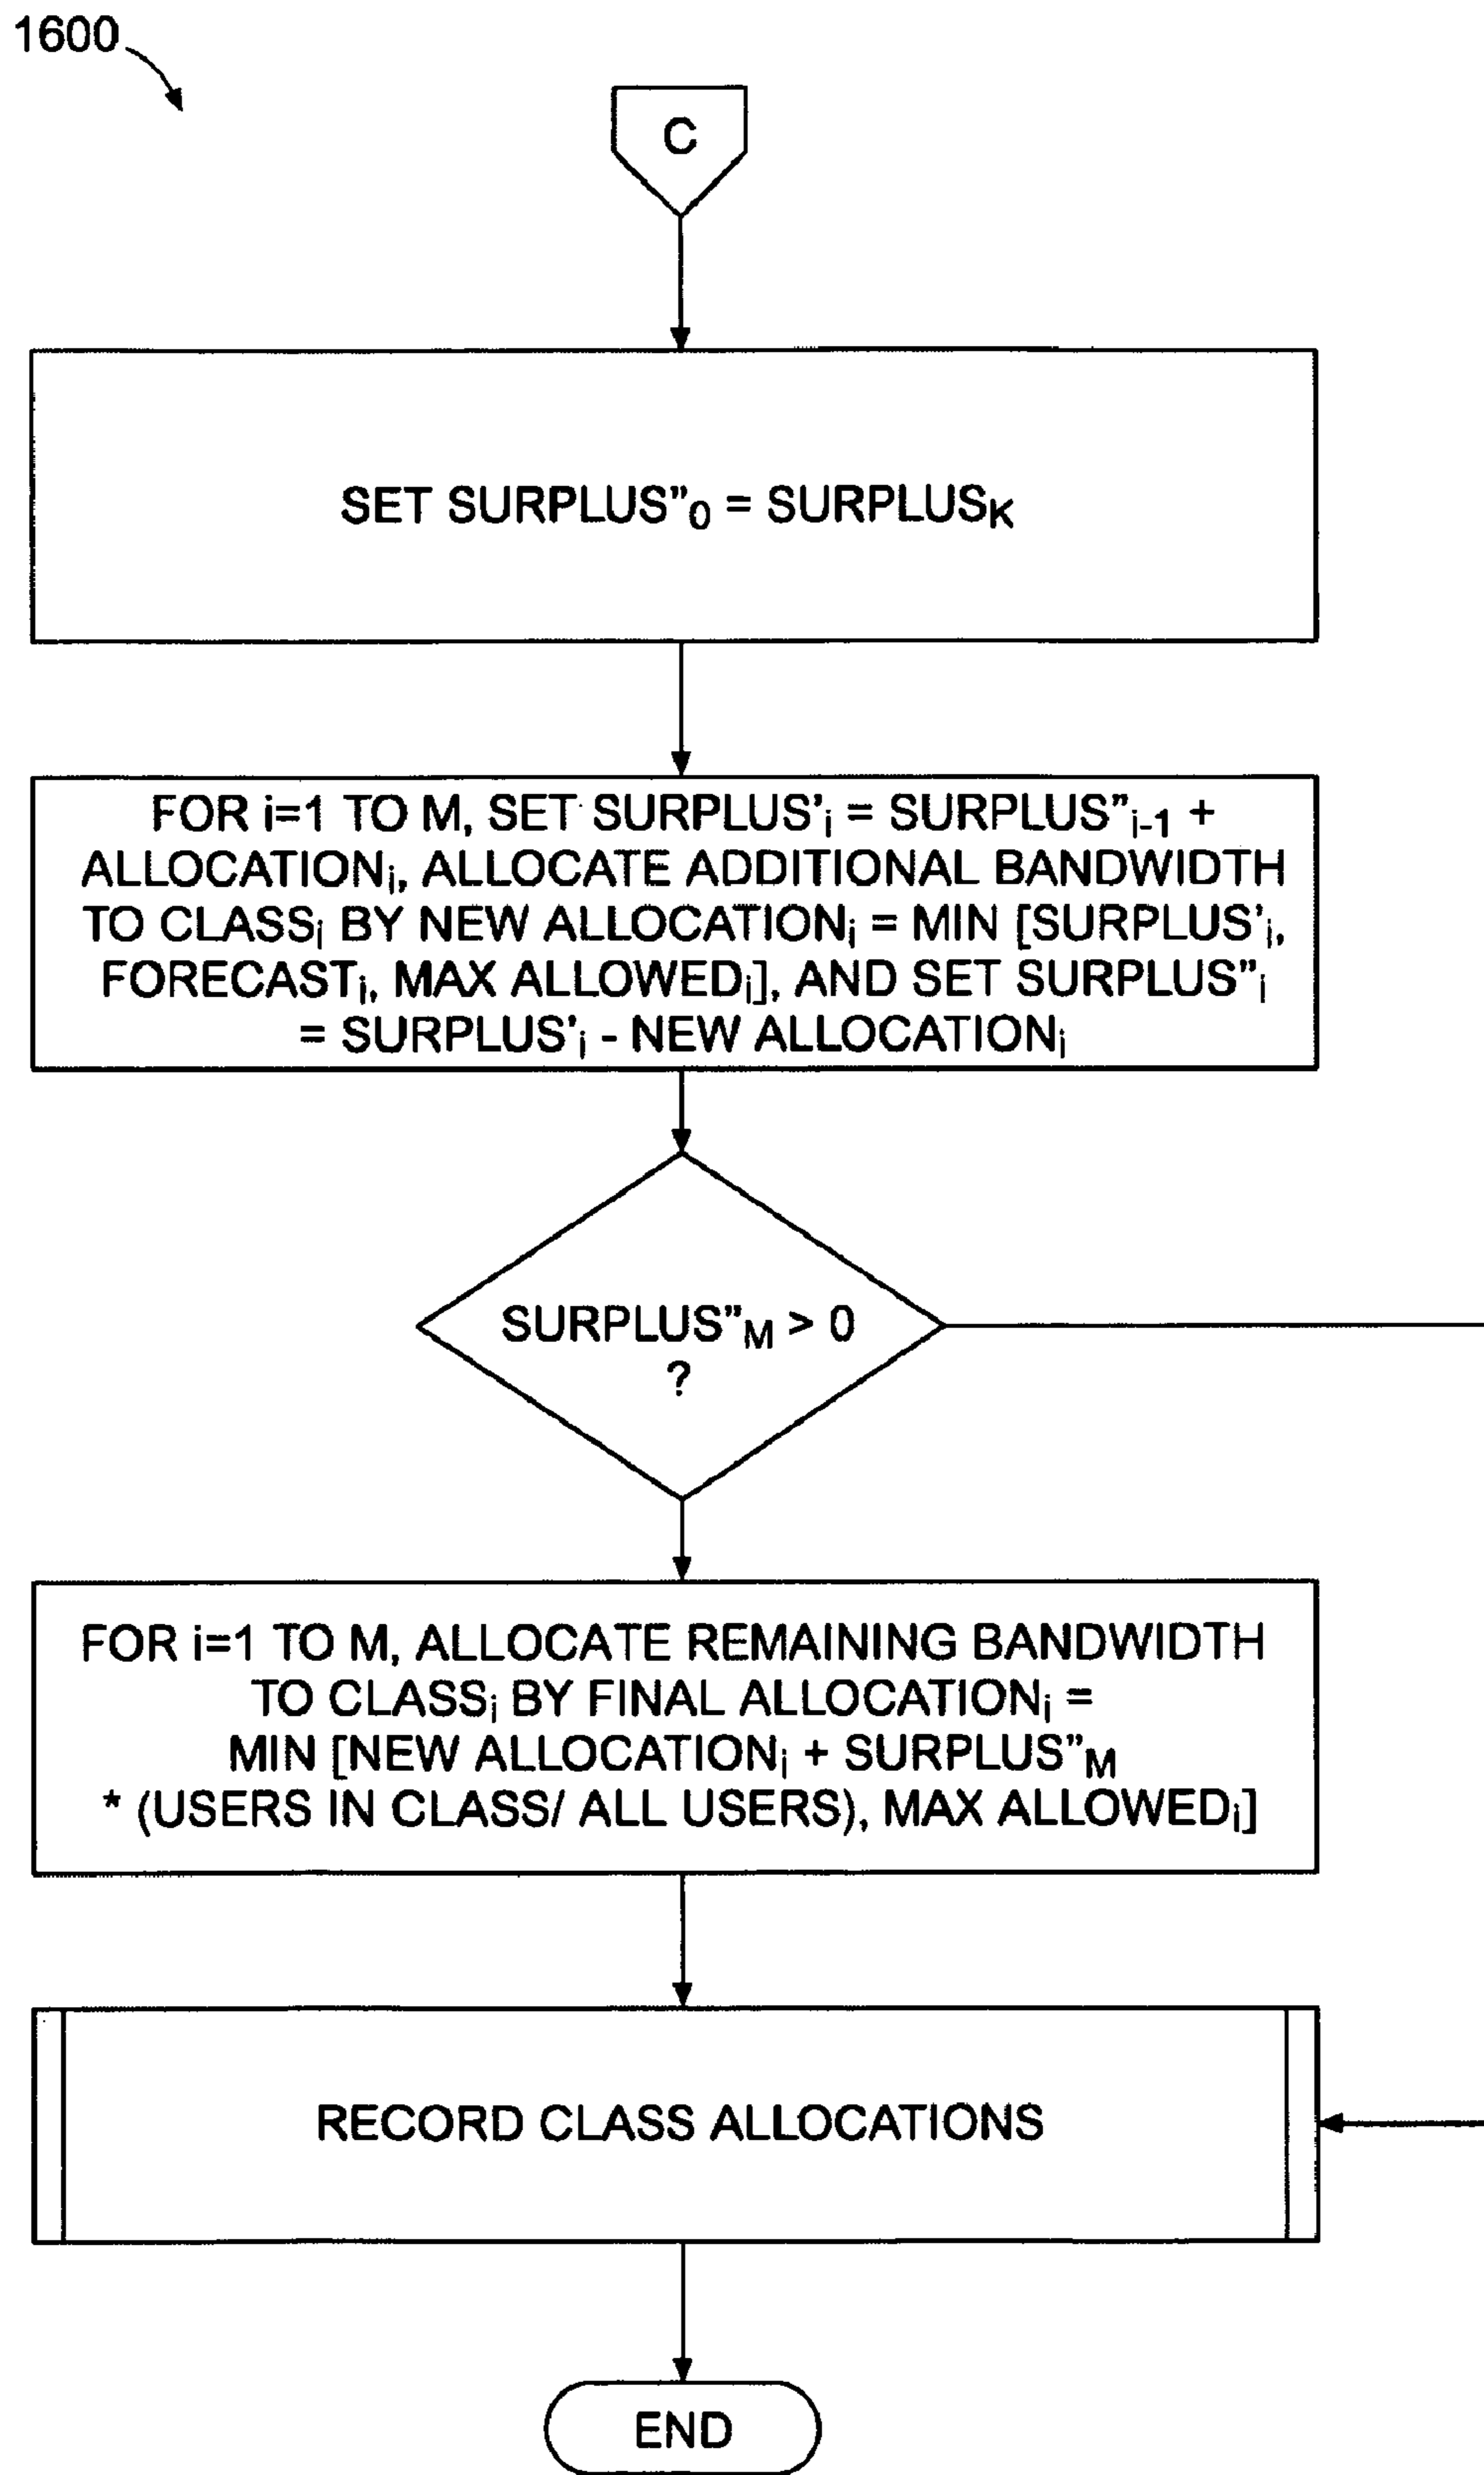 1600
C
SET SURPLUS”0 = SURPLUSK
FOR i=1 TO M, SET SURPLUS’i = SURPLUS”i-1 +
ALLOCATIONi, ALLOCATE ADDITIONAL BANDWIDTH
TO CLASSi BY NEW ALLOCATIONi = MIN [SURPLUS’i,
FORECASTi, MAX ALLOWEDi], AND SET SURPLUS”i
= SURPLUS’i - NEW ALLOCATIONi
SURPLUS”M > 0
?
FOR i=1 TO M, ALLOCATE REMAINING BANDWIDTH
TO CLASSi BY FINAL ALLOCATIONi =
MIN [NEW ALLOCATIONi + SURPLUS”M
* (USERS IN CLASS/ ALL USERS), MAX ALLOWEDi]
RECORD CLASS ALLOCATIONS
END